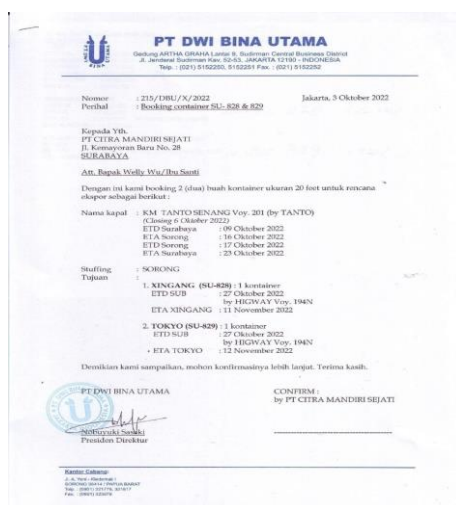 PT DWI BINA UTAMA
Gedung ARTHA GRAHA Lantai 9, Sudirman Central Business District
Jl. Jenderal Sudirman Kav. 52-53, JAKARTA 12190 - INDONESIA
Telp. : (021) 5152250, 5152251 Fax. : (021) 5152252
Nomor : 215/DBU/X/2022 Jakarta, 3 Oktober 2022
Perihal : Booking container SU- 828 & 829
Kepada Yth.
PT CITRA MANDIRI SEJATI
Jl. Kemayoran Baru No. 28
SURABAYA
Att. Bapak Welly Wu/Ibu Santi
Dengan ini kami booking 2 (dua) buah kontainer ukuran 20 feet untuk rencana
ekspor sebagai berikut :
Nama kapal : KM TANTO SENANG Voy. 201 (by TANTO)
(Closing 6 Oktober 2022)
ETD Surabaya : 09 Oktober 2022
ETA Sorong : 16 Oktober 2022
ETD Sorong : 17 Oktober 2022
ETA Surabaya : 23 Oktober 2022
Stuffing : SORONG
Tujuan :
1. XINGANG (SU-828) : 1 kontainer
ETD SUB : 27 Oktober 2022
by HIGWAY Voy. 194N
ETA XINGANG : 11 November 2022
2. TOKYO (SU-829) : 1 kontainer
ETD SUB : 27 Oktober 2022
by HIGWAY Voy. 194N
ETA TOKYO : 12 November 2022
Demikian kami sampaikan, mohon konfirmasinya lebih lanjut. Terima kasih.
PT DWI BINA UTAMA CONFIRM :
by PT CITRA MANDIRI SEJATI
Nobuyuki Sasaki
Presiden Direktur
Kantor Cabang: